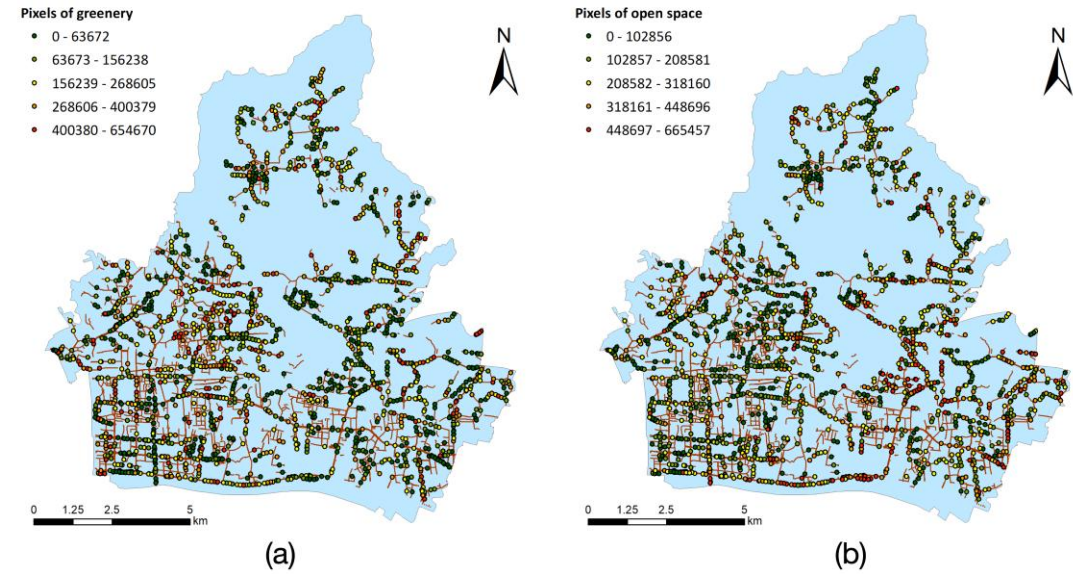 Pixels of greenery
0 - 63672
63673 - 156238
156239 - 268605
268606 - 400379
400380 - 654670
N
0 1.25 2.5 5
km
(a)
Pixels of open space
0 - 102856
102857 - 208581
208582 - 318160
318161 - 448696
448697 - 665457
N
0 1.25 2.5 5
km
(b)